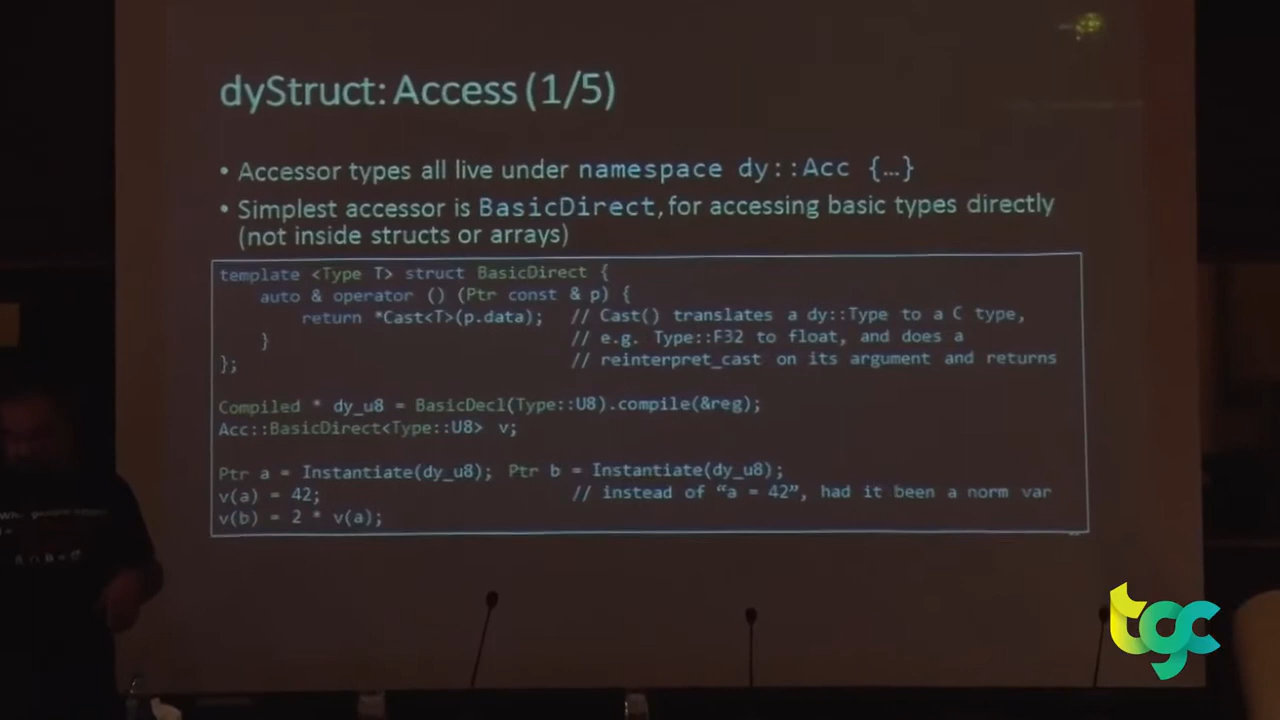 dyStruct: Access (1/5)
• Accessor types all live under namespace dy::Acc {…}
• Simplest accessor is BasicDirect, for accessing basic types directly
(not inside structs or arrays)
template <Type T> struct BasicDirect {
auto & operator () (Ptr const & p) {
return *Cast<T>(p.data); // Cast() translates a dy::Type to a C type,
} // e.g. Type::F32 to float, and does a
}; // reinterpret_cast on its argument and returns
Compiled * dy_u8 = BasicDecl(Type::U8).compile(&reg);
Acc::BasicDirect<Type::U8> v;
Ptr a = Instantiate(dy_u8); Ptr b = Instantiate(dy_u8);
v(a) = 42; // instead of “a = 42”, had it been a norm var
v(b) = 2 * v(a);
tgc